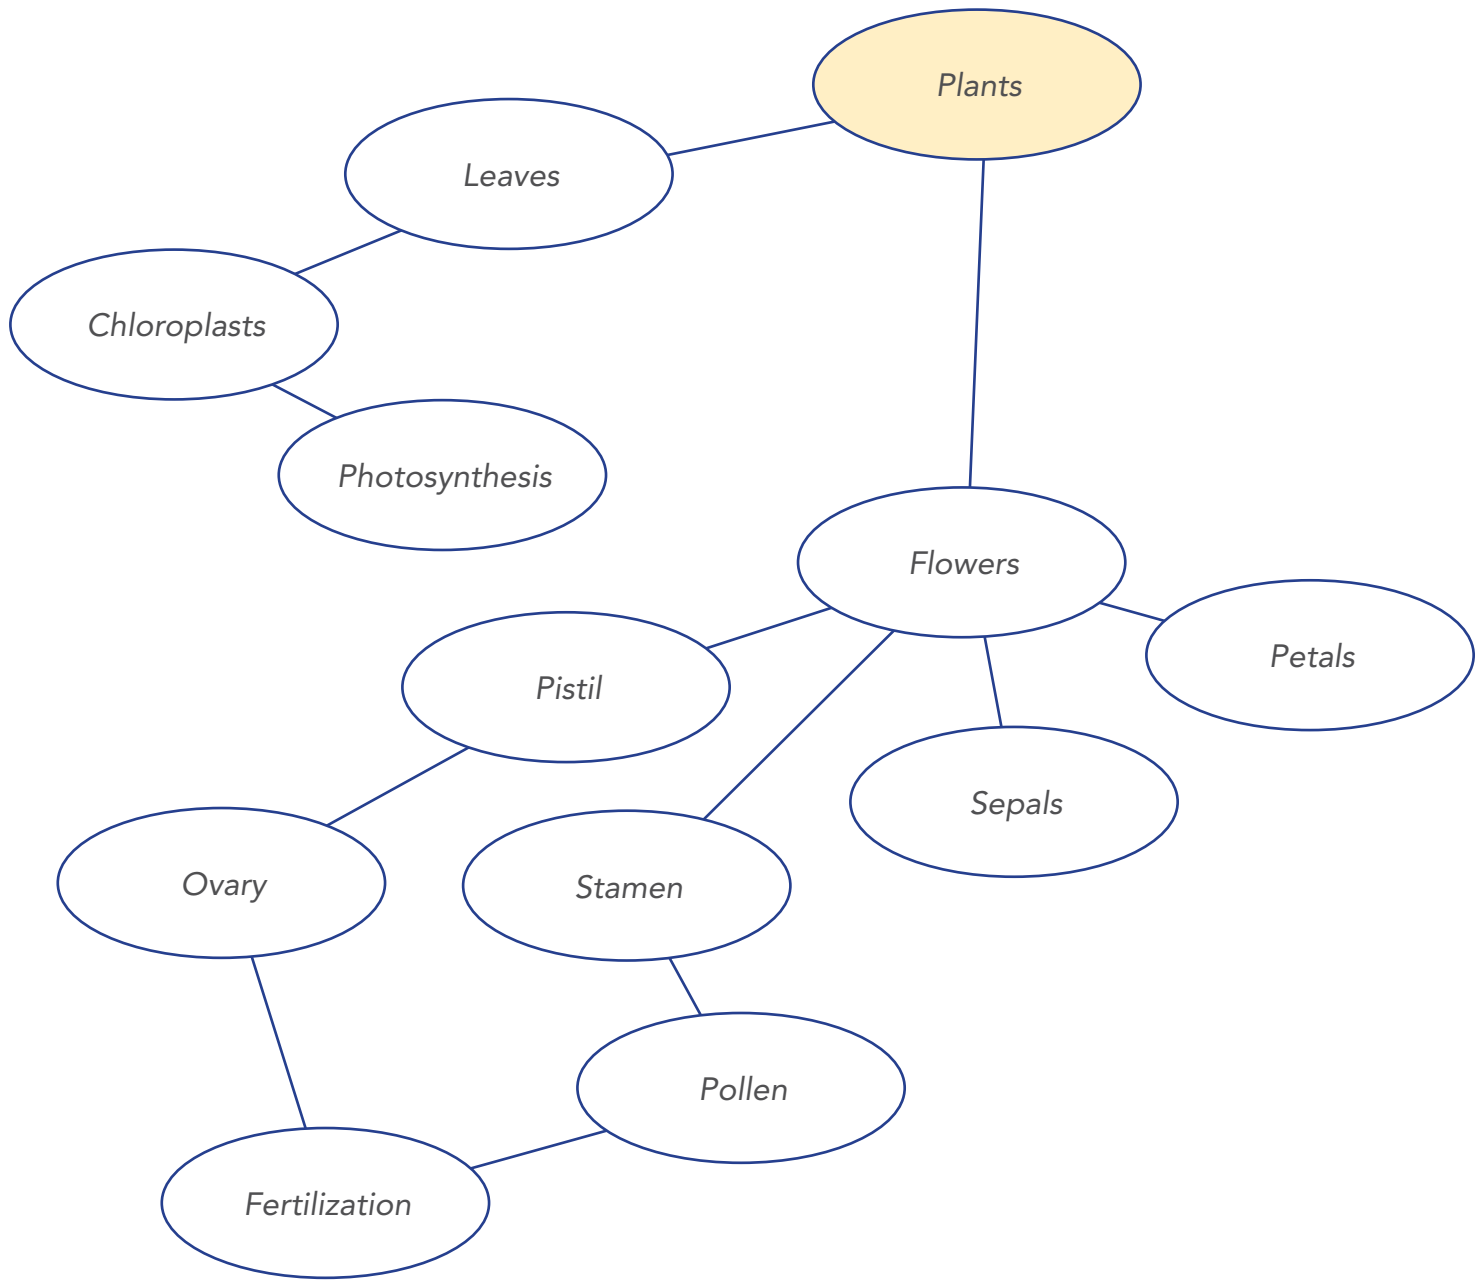 Plants
Leaves
Chloroplasts
Photosynthesis
Flowers
Petals
Pistil
Sepals
Ovary
Stamen
Pollen
Fertilization